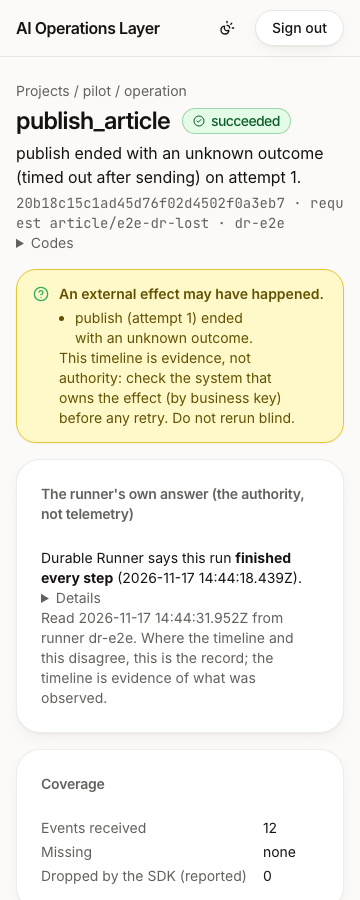 AI Operations Layer
Sign out
Projects / pilot / operation
publish_article
succeeded
publish ended with an unknown outcome
(timed out after sending) on attempt 1.
20b18c15c1ad45d76f02d4502f0a3eb7 · requ
est article/e2e-dr-lost · dr-e2e
Codes
An external effect may have happened.
• publish (attempt 1) ended
with an unknown outcome.
This timeline is evidence, not
authority: check the system that
owns the effect (by business key)
before any retry. Do not rerun blind.
The runner's own answer (the authority,
not telemetry)
Durable Runner says this run finished
every step (2026-11-17 14:44:18.439Z).
Details
Read 2026-11-17 14:44:31.952Z from
runner dr-e2e. Where the timeline and
this disagree, this is the record; the
timeline is evidence of what was
observed.
Coverage
Events received 12
Missing none
Dropped by the SDK (reported) 0